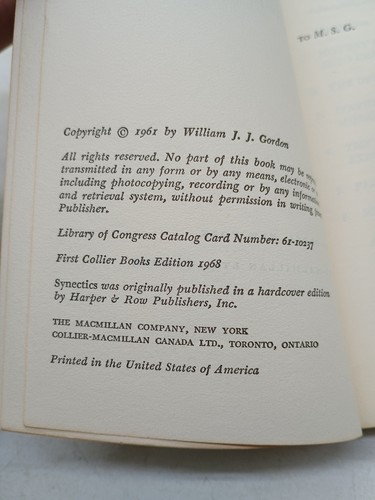 TO M. S. G.
Copyright © 1961 by William J. J. Gordon
All rights reserved. No part of this book may be
transmitted in any form or by any means, electronic
including photocopying, recording or by any
and retrieval system, without permission in writing
Publisher.
Library of Congress Catalog Card Number: 61-10237
First Collier Books Edition 1968
Synectics was originally published in a hardcover edition
by Harper & Row Publishers, Inc.
THE MACMILLAN COMPANY, NEW YORK
COLLIER-MACMILLAN CANADA LTD., TORONTO, ONTARIO
Printed in the United States of America